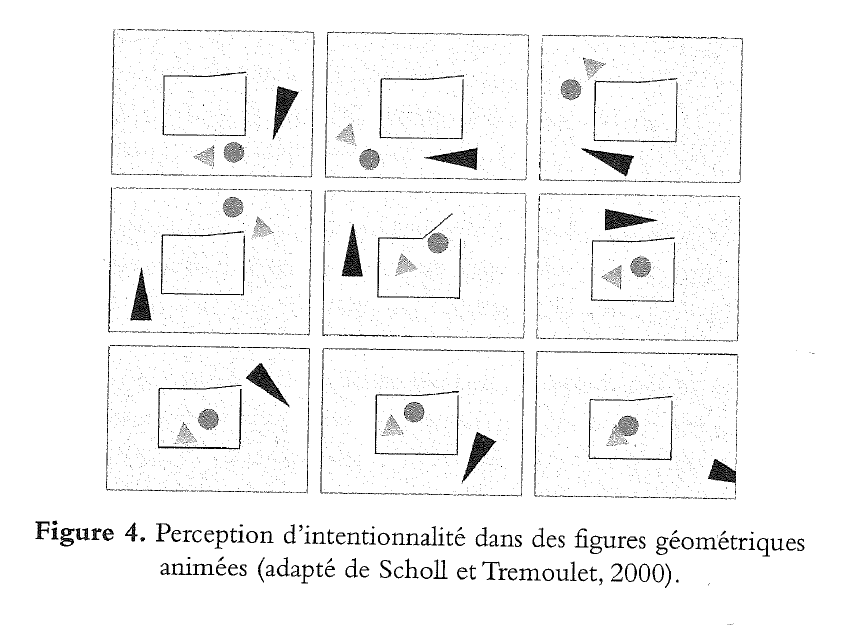 Figure 4. Perception d'intentionnalité dans des figures géométriques
animées (adapté de Scholl et Tremoulet, 2000).